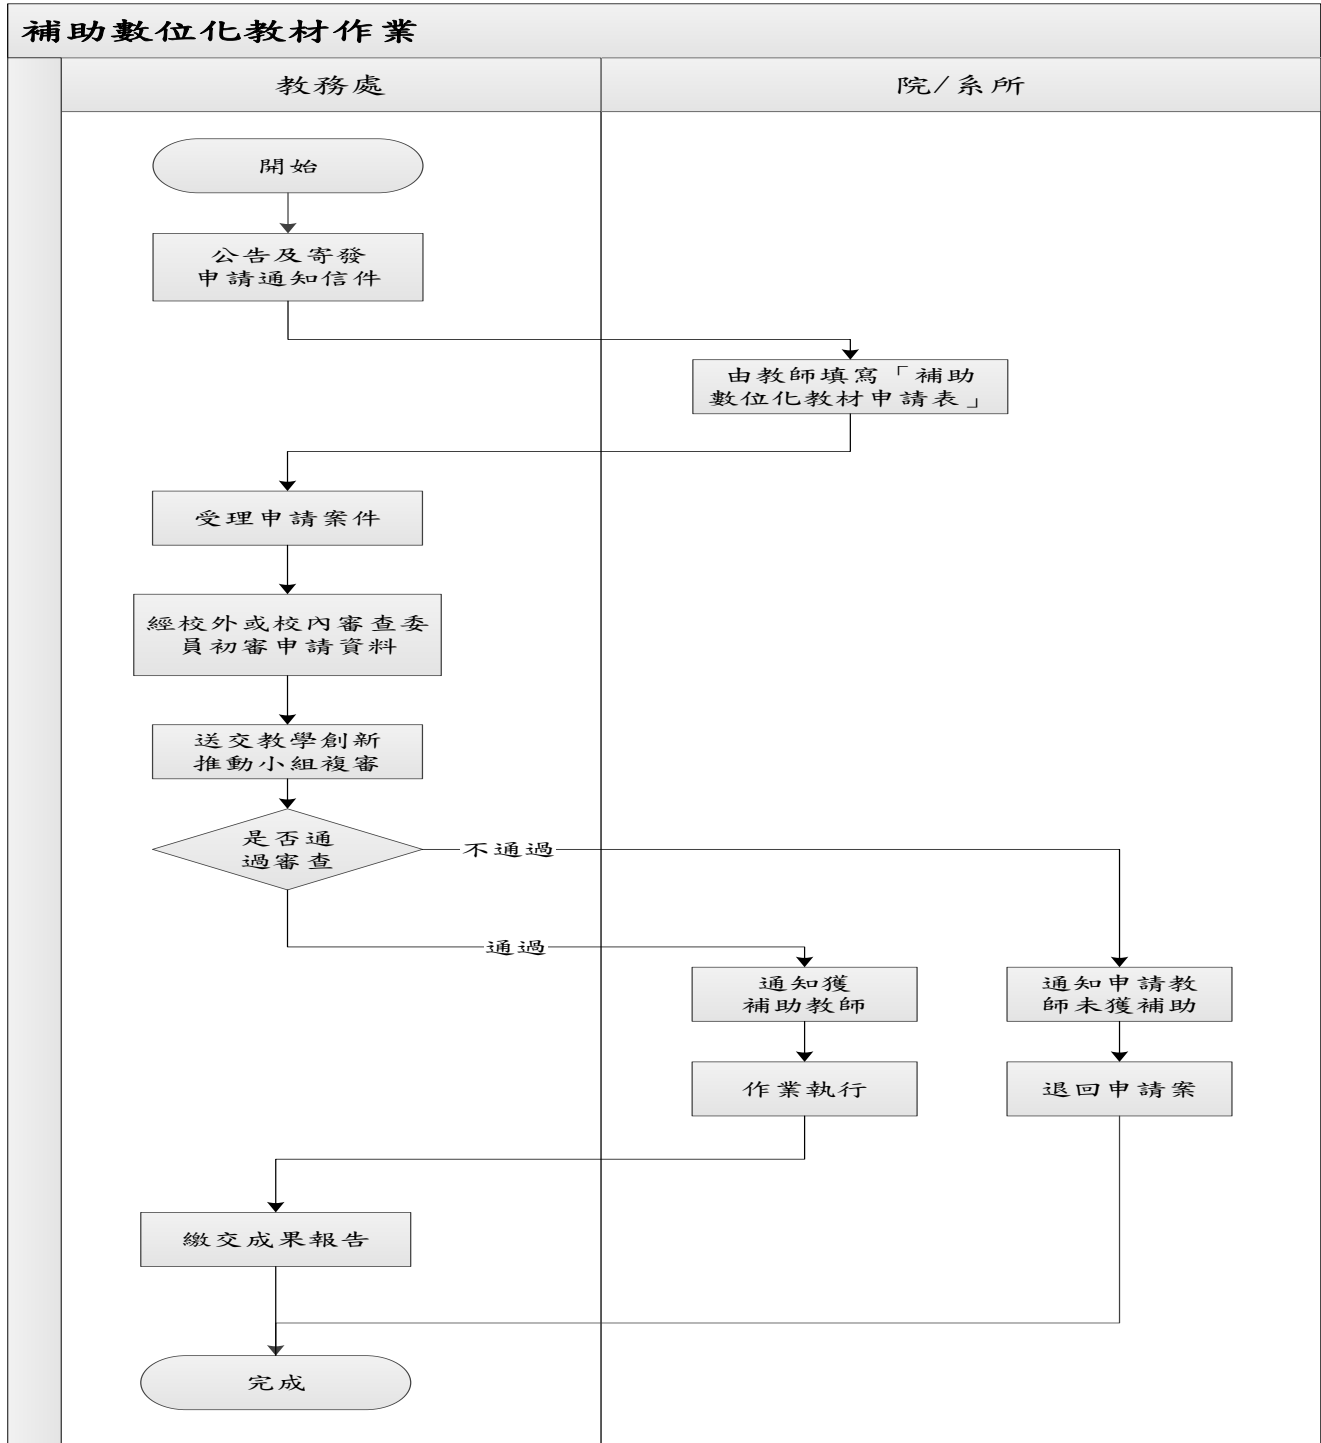 補助數位化教材作業
教務處
院/系所
開始
公告及寄發
申請通知信件
由教師填寫「補助
數位化教材申請表」
受理申請案件
經校外或校內審查委
員初審申請資料
送交教學創新
推動小組複審
是否通
過審查
不通過
通過
通知獲
補助教師
通知申請教
師未獲補助
作業執行
退回申請案
繳交成果報告
完成